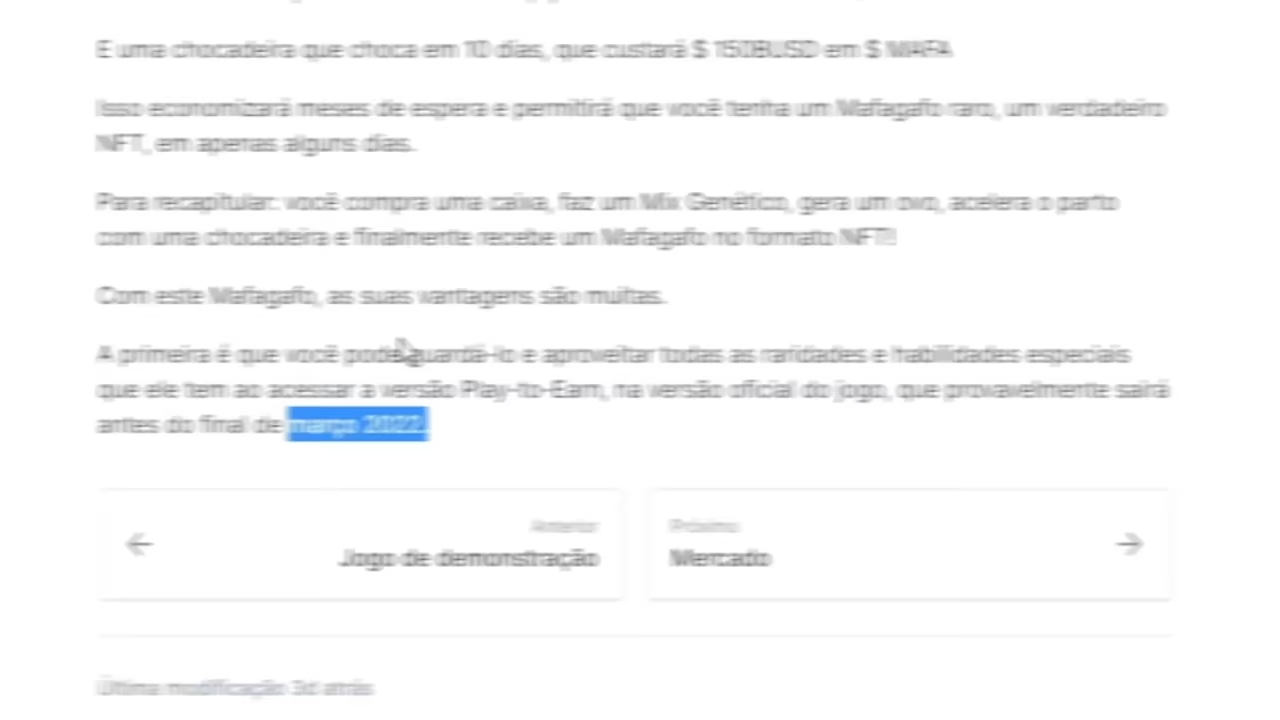 E uma chocadeira que choca em 10 dias, que custará $ 150BUSD em $ MAFA
Isso economizará meses de espera e permitirá que você tenha um Mafagafo raro, um verdadeiro
NFT, em apenas alguns dias.
Para recapitular: você compra uma caixa, faz um Mix Genético, gera um ovo, acelera o parto
com uma chocadeira e finalmente recebe um Mafagafo no formato NFT!
Com este Mafagafo, as suas vantagens são muitas.
A primeira é que você pode guardá-lo e aproveitar todas as raridades e habilidades especiais
que ele tem ao acessar a versão Play-to-Earn, na versão oficial do jogo, que provavelmente sairá
antes do final de março 2022.
Anterior
Jogo de demonstração
Próximo
Mercado
Última modificação 3d atrás